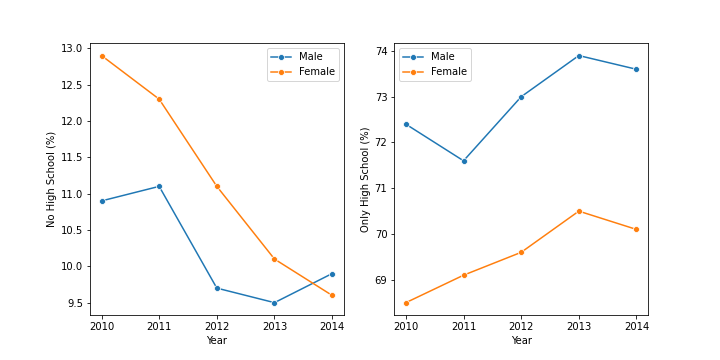 No High School (%)
13.0
12.5
12.0
11.5
11.0
10.5
10.0
9.5
Male
Female
2010 2011 2012 2013 2014
Year
Only High School (%)
74
73
72
71
70
69
Male
Female
2010 2011 2012 2013 2014
Year